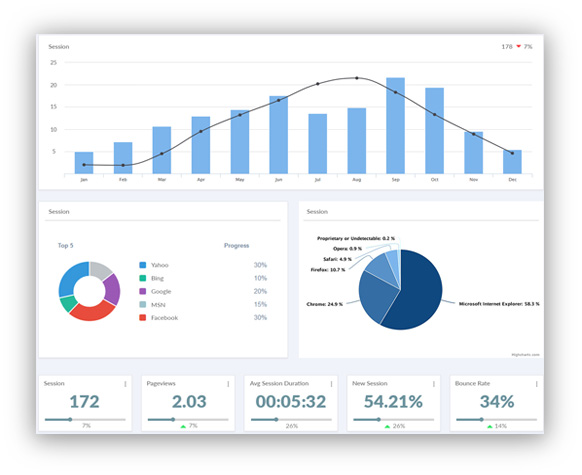 Session
178 7%
25
20
15
10
5
Jan Feb Mar Apr May Jun Jul Aug Sep Oct Nov Dec
Session
Top 5 Progress
Yahoo 30%
Bing 10%
Google 20%
MSN 15%
Facebook 30%
Session
Proprietary or Undetectable: 0.2 %
Opera: 0.9 %
Safari: 4.9 %
Firefox: 10.7 %
Chrome: 24.9 %
Microsoft Internet Explorer: 58.5 %
Session
172
7%
Pageviews
2.03
7%
Avg Session Duration
00:05:32
26%
New Session
54.21%
26%
Bounce Rate
34%
14%